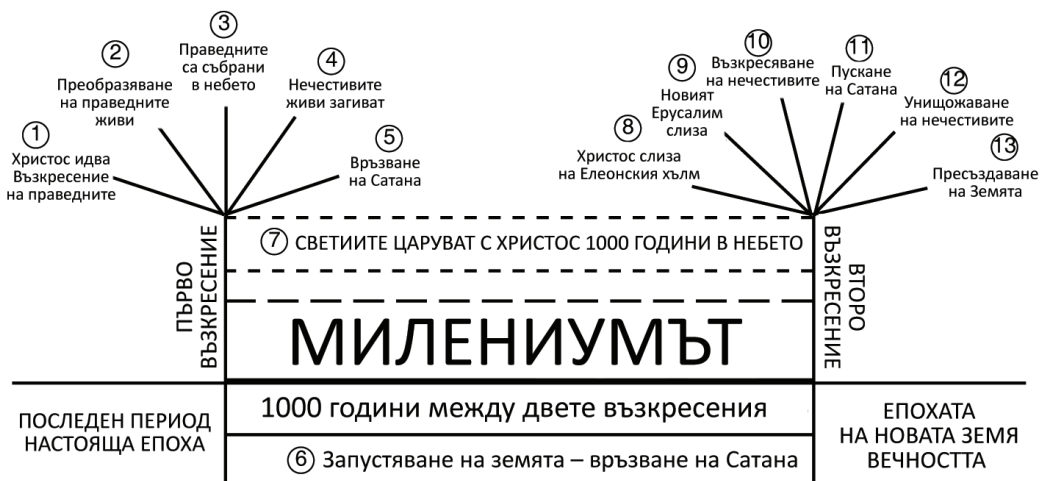 ①
Христос идва
Възкресение
на праведните
②
Преобразяване
на праведните
живи
③
Праведните
са събрани
в небето
④
Нечестивите
живи загиват
⑤
Връзване
на Сатана
⑧
Христос слиза
на Елеонския хълм
⑨
Новият
Ерусалим
слиза
⑩
Възкресяване
на нечестивите
⑪
Пускане
на Сатана
⑫
Унищожаване
на нечестивите
⑬
Пресъздаване
на Земята
ПЪРВО
ВЪЗКРЕСЕНИЕ
⑦ СВЕТИИТЕ ЦАРУВАТ С ХРИСТОС 1000 ГОДИНИ В НЕБЕТО
МИЛЕНИУМЪТ
ВТОРО
ВЪЗКРЕСЕНИЕ
ПОСЛЕДЕН ПЕРИОД
НАСТОЯЩА ЕПОХА
1000 години между двете възкресения
⑥ Запустяване на земята – връзване на Сатана
ЕПОХАТА
НА НОВАТА ЗЕМЯ
ВЕЧНОСТТА